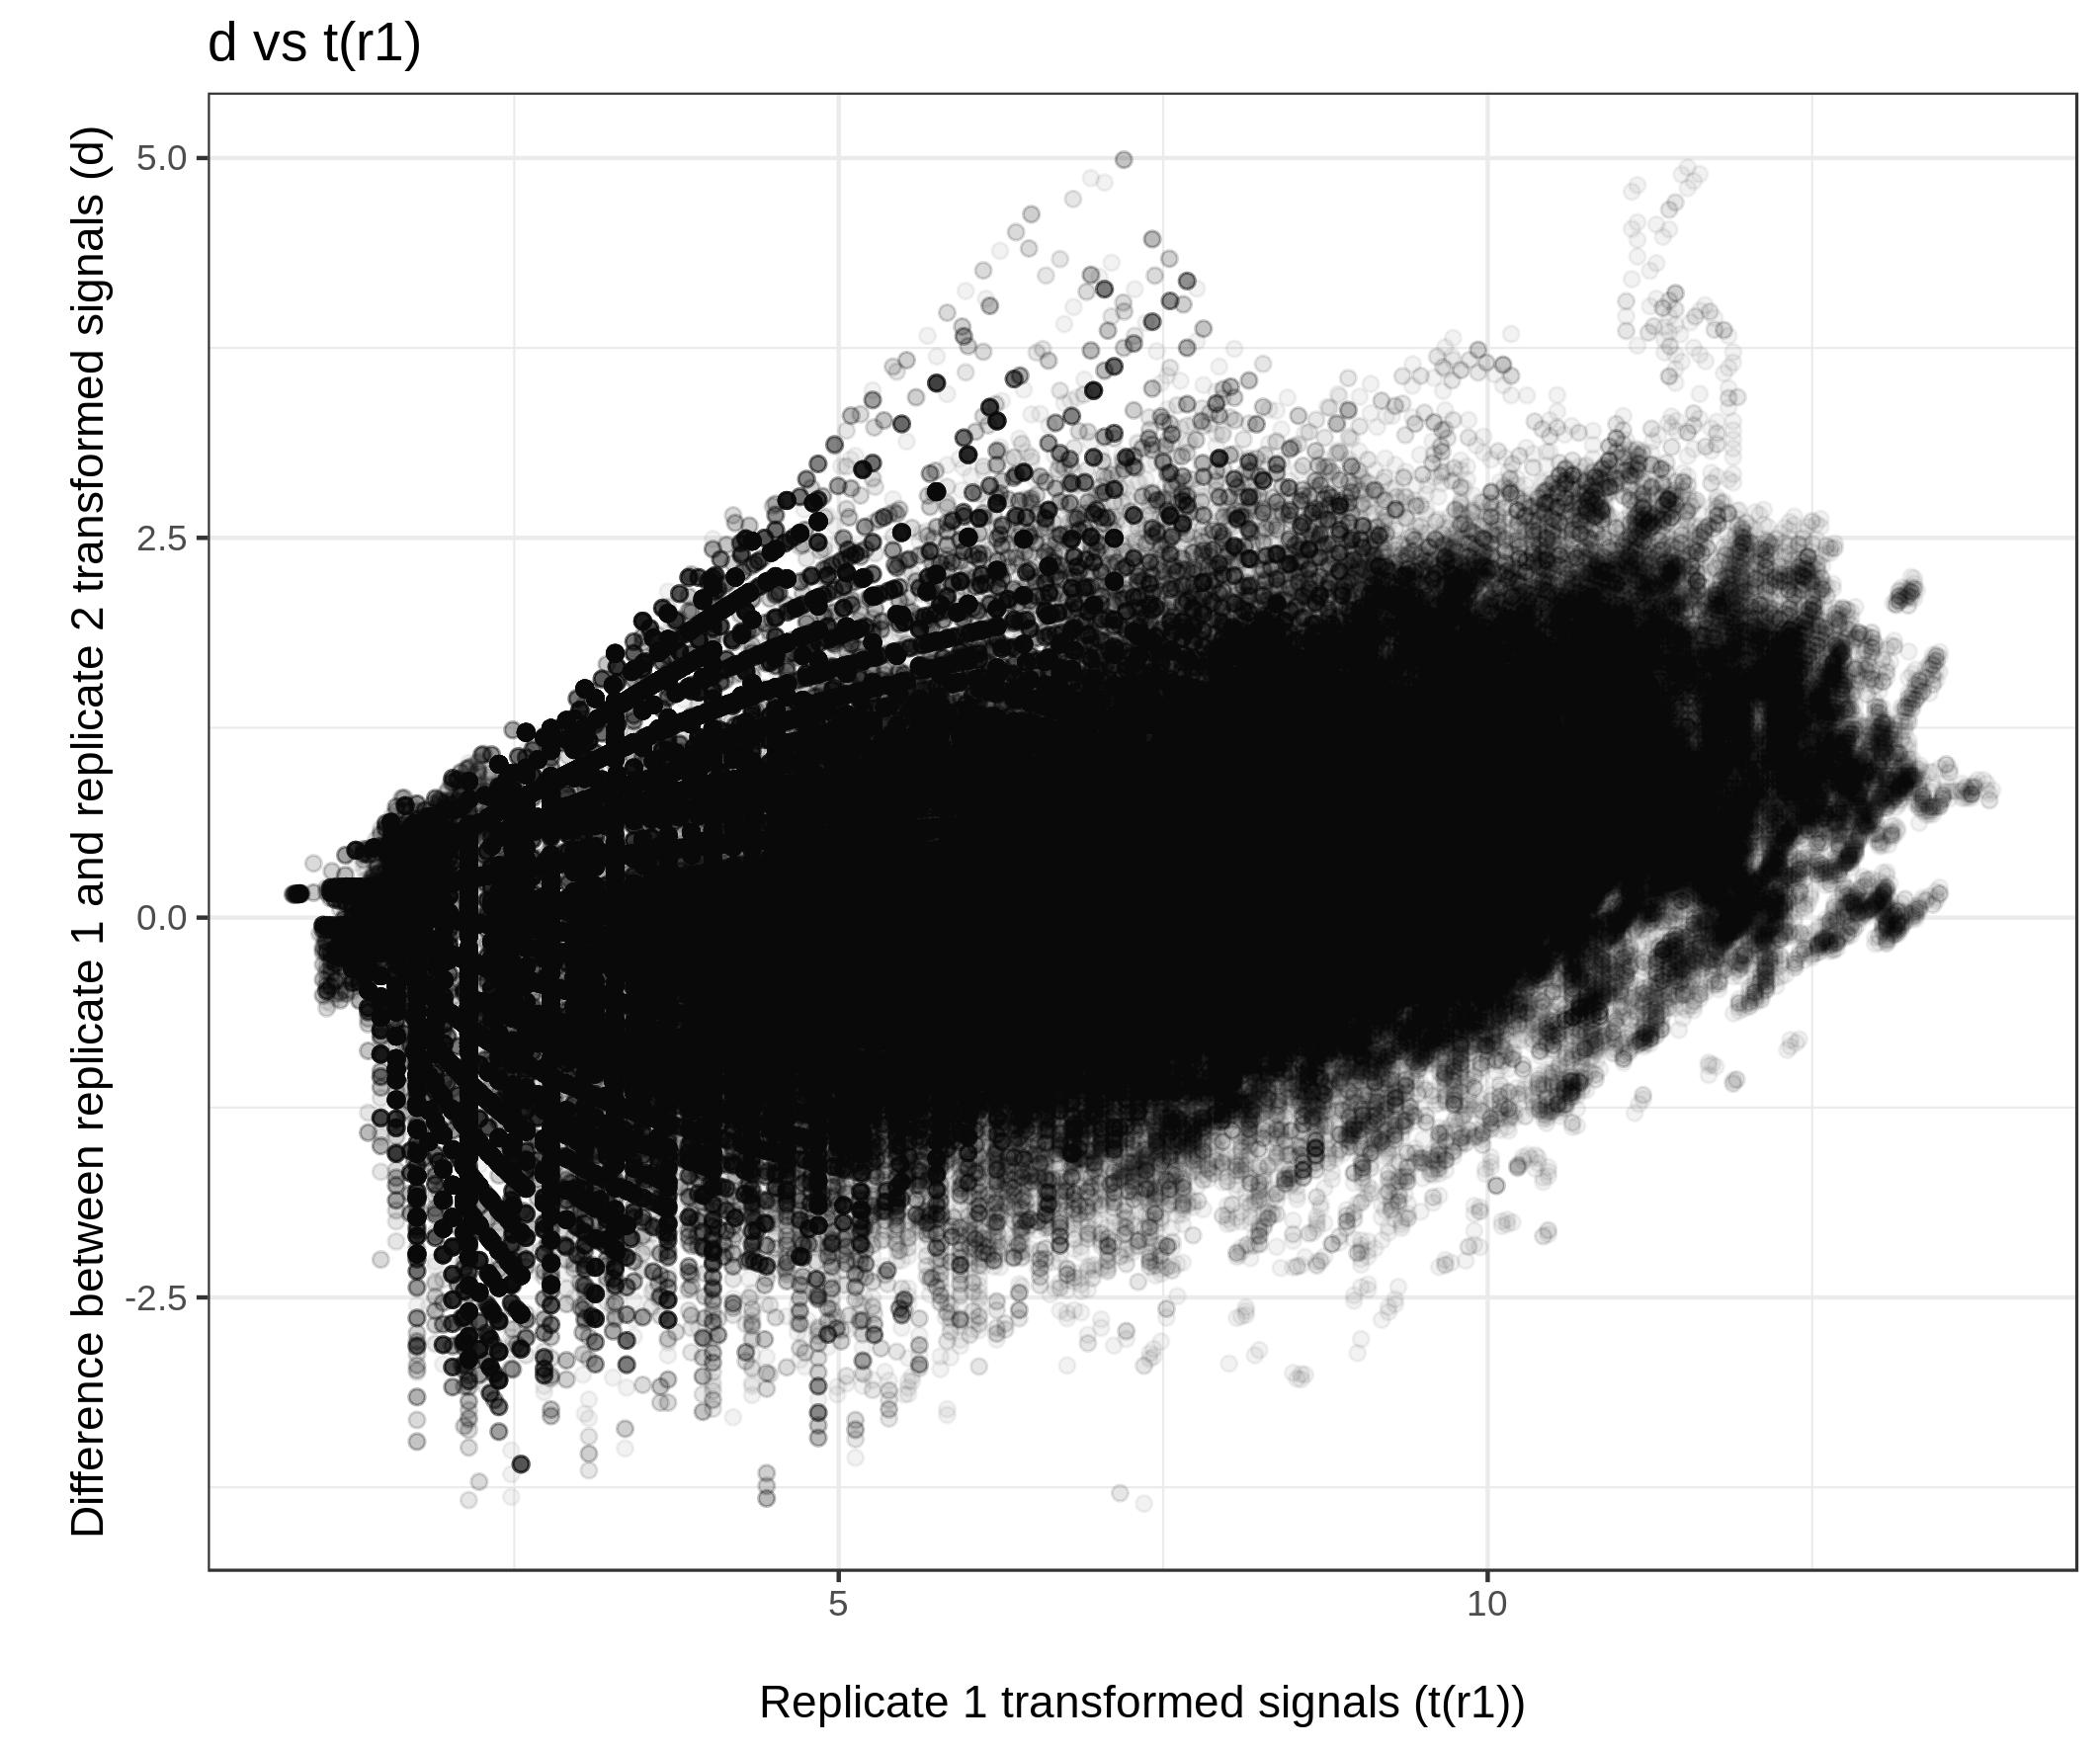 d vs t(r1)
Difference between replicate 1 and replicate 2 transformed signals (d)
5.0
2.5
0.0
-2.5
5
10
Replicate 1 transformed signals (t(r1))